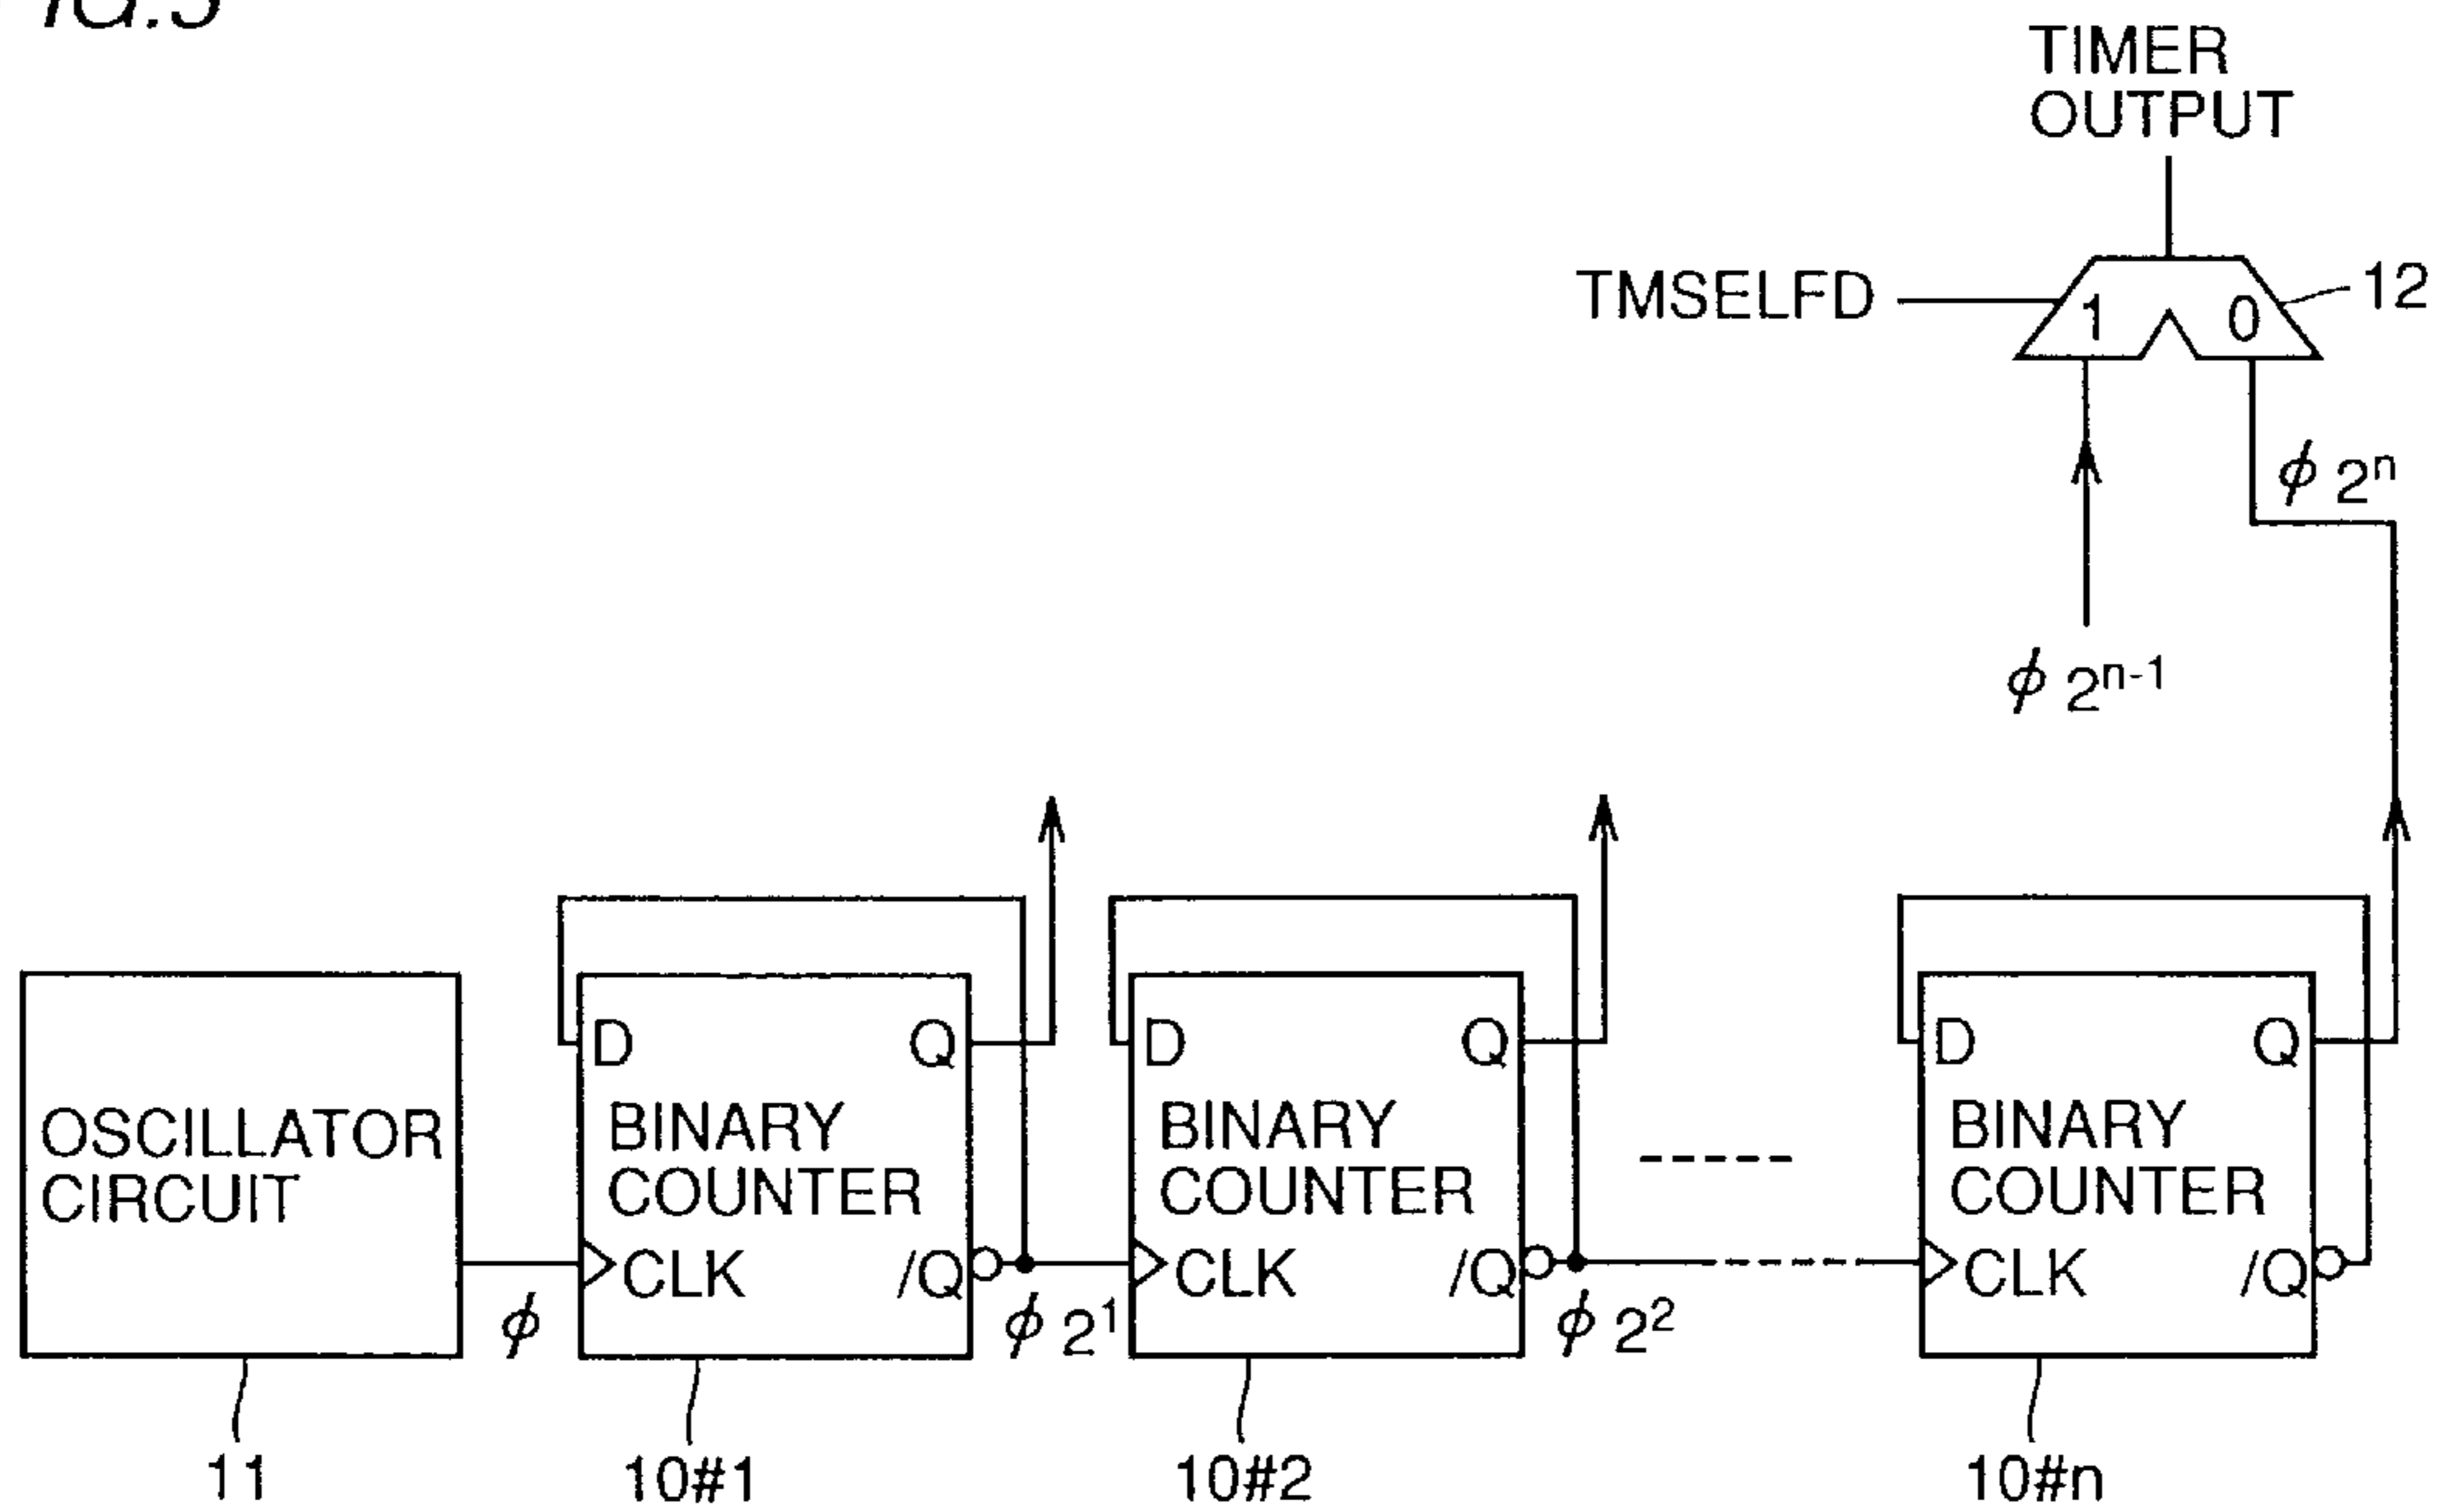 TIMER
OUTPUT
TMSELFD
1
0
12
ϕ 2ⁿ
ϕ 2ⁿ⁻¹
D
Q
D
Q
D
Q
OSCILLATOR
CIRCUIT
BINARY
COUNTER
BINARY
COUNTER
-----
BINARY
COUNTER
CLK
/Q
CLK
/Q
CLK
/Q
ϕ
ϕ 2¹
ϕ 2²
11
10#1
10#2
10#n